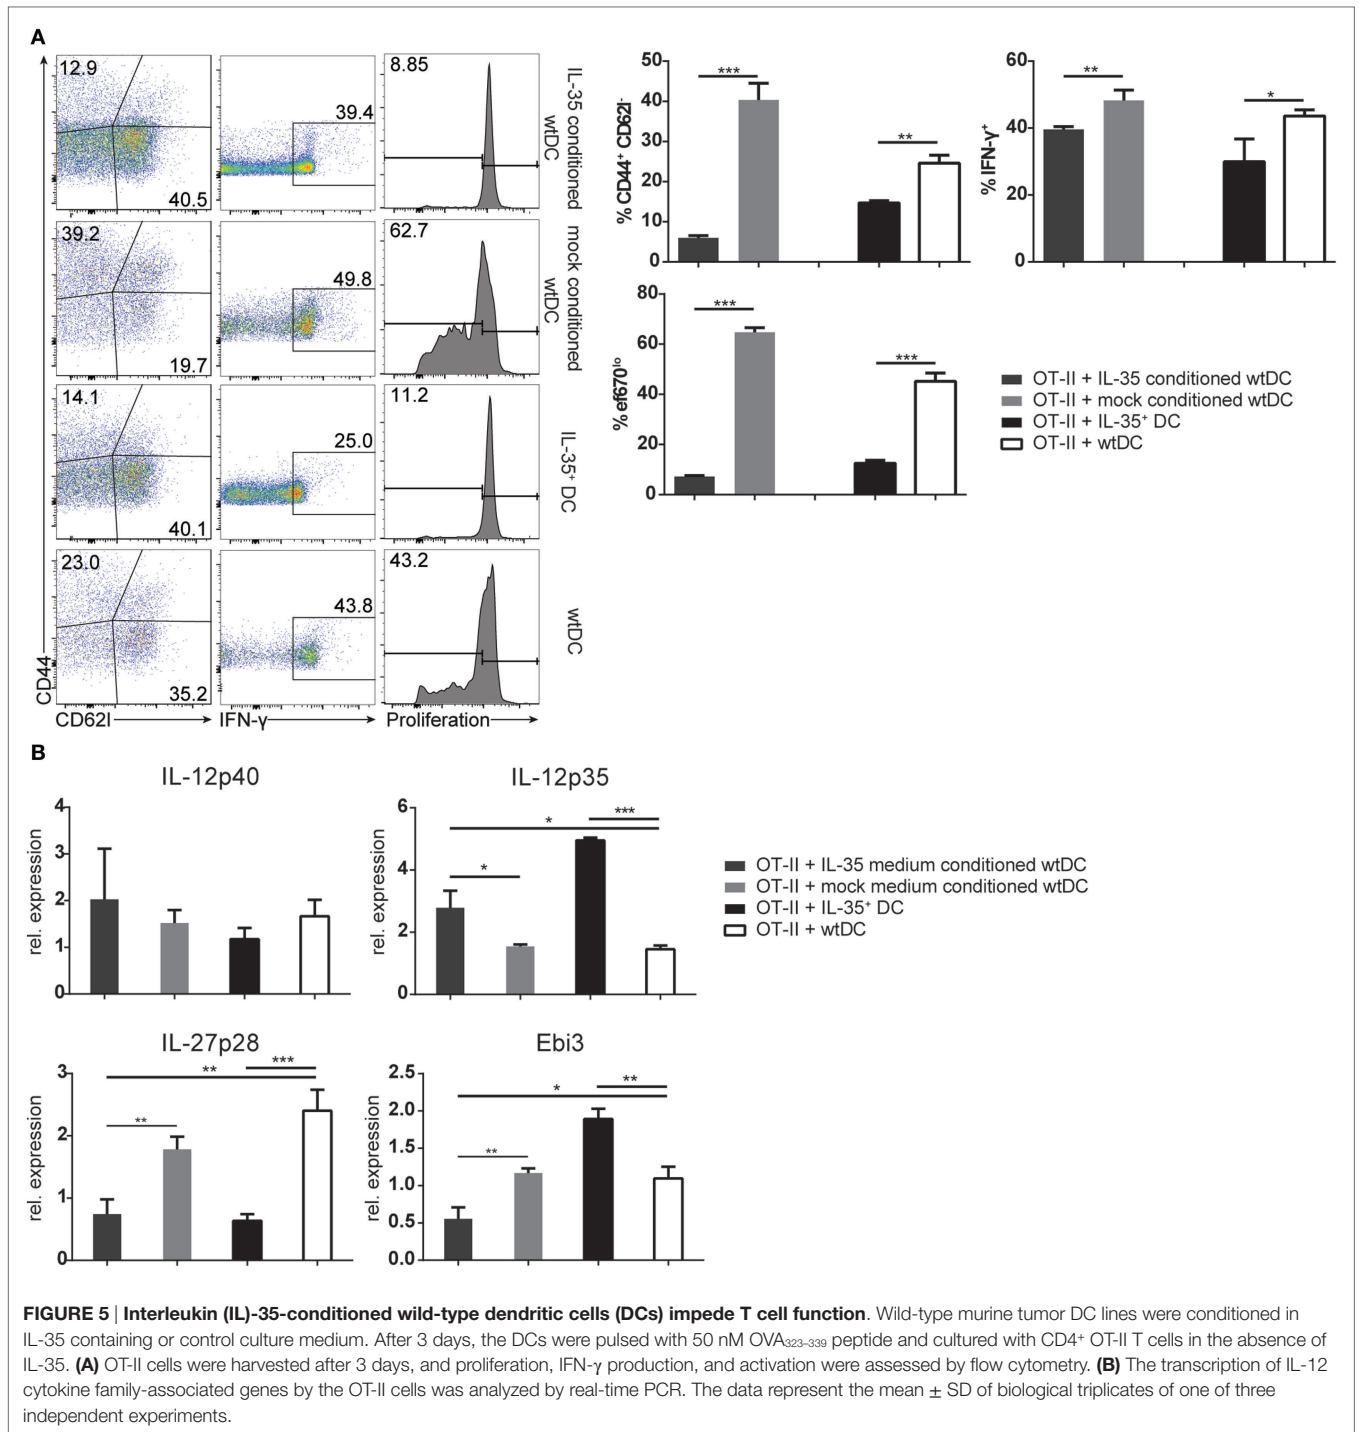 A
12.9
40.5
39.4
8.85
IL-35 conditioned
wtDC
39.2
19.7
49.8
62.7
mock conditioned
wtDC
14.1
40.1
25.0
11.2
IL-35⁺ DC
23.0
35.2
43.8
43.2
wtDC
CD44
CD62l
IFN-γ
Proliferation
% CD44⁺ CD62l⁻
50
40
30
20
10
0
***
**
% IFN-γ⁺
60
40
20
0
**
*
% ef670ˡᵒ
80
60
40
20
0
***
***
OT-II + IL-35 conditioned wtDC
OT-II + mock conditioned wtDC
OT-II + IL-35⁺ DC
OT-II + wtDC
B
IL-12p40
rel. expression
4
3
2
1
0
IL-12p35
rel. expression
6
4
2
0
*
*
***
OT-II + IL-35 medium conditioned wtDC
OT-II + mock medium conditioned wtDC
OT-II + IL-35⁺ DC
OT-II + wtDC
IL-27p28
rel. expression
3
2
1
0
**
**
***
Ebi3
rel. expression
2.5
2.0
1.5
1.0
0.5
0.0
**
*
**
FIGURE 5 | Interleukin (IL)-35-conditioned wild-type dendritic cells (DCs) impede T cell function. Wild-type murine tumor DC lines were conditioned in
IL-35 containing or control culture medium. After 3 days, the DCs were pulsed with 50 nM OVA₃₂₃₋₃₃₉ peptide and cultured with CD4⁺ OT-II T cells in the absence of
IL-35. (A) OT-II cells were harvested after 3 days, and proliferation, IFN-γ production, and activation were assessed by flow cytometry. (B) The transcription of IL-12
cytokine family-associated genes by the OT-II cells was analyzed by real-time PCR. The data represent the mean ± SD of biological triplicates of one of three
independent experiments.